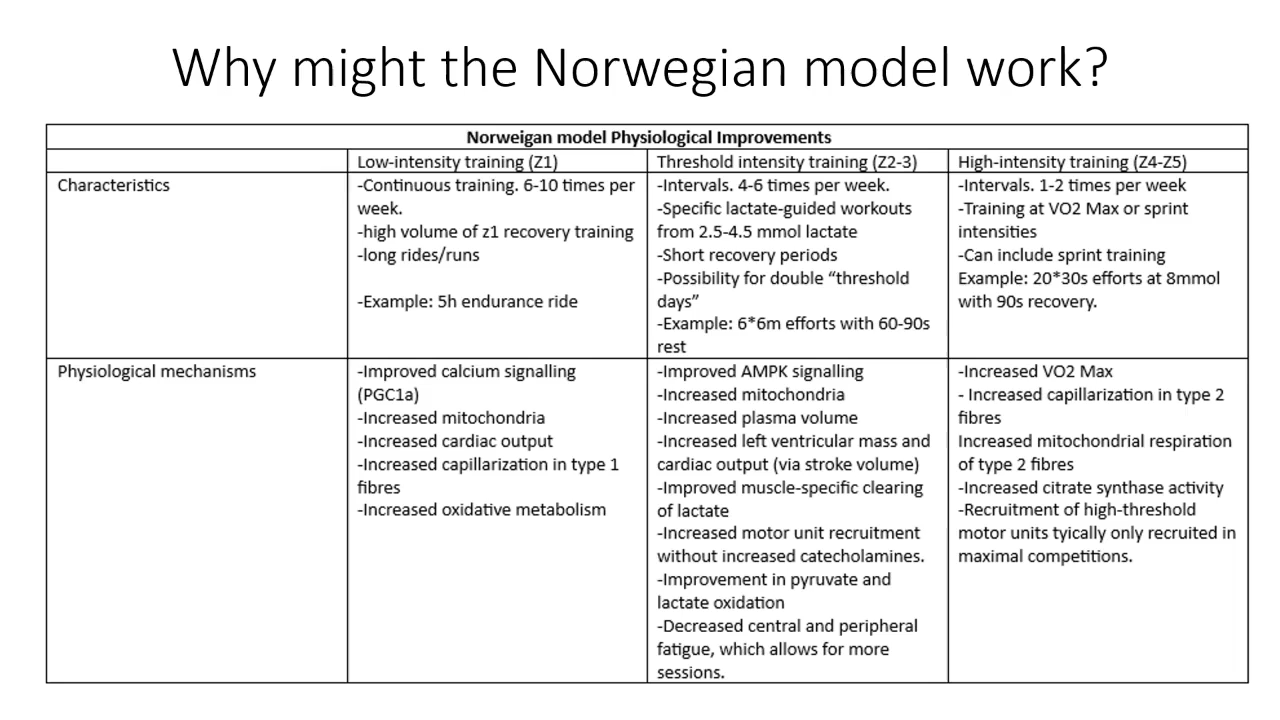 Why might the Norwegian model work?
Norweigan model Physiological Improvements
Low-intensity training (Z1)
Threshold intensity training (Z2-3)
High-intensity training (Z4-Z5)
Characteristics
-Continuous training. 6-10 times per
week.
-high volume of z1 recovery training
-long rides/runs
-Example: 5h endurance ride
-Intervals. 4-6 times per week.
-Specific lactate-guided workouts
from 2.5-4.5 mmol lactate
-Short recovery periods
-Possibility for double “threshold
days”
-Example: 6*6m efforts with 60-90s
rest
-Intervals. 1-2 times per week
-Training at VO2 Max or sprint
intensities
-Can include sprint training
Example: 20*30s efforts at 8mmol
with 90s recovery.
Physiological mechanisms
-Improved calcium signalling
(PGC1a)
-Increased mitochondria
-Increased cardiac output
-Increased capillarization in type 1
fibres
-Increased oxidative metabolism
-Improved AMPK signalling
-Increased mitochondria
-Increased plasma volume
-Increased left ventricular mass and
cardiac output (via stroke volume)
-Improved muscle-specific clearing
of lactate
-Increased motor unit recruitment
without increased catecholamines.
-Improvement in pyruvate and
lactate oxidation
-Decreased central and peripheral
fatigue, which allows for more
sessions.
-Increased VO2 Max
- Increased capillarization in type 2
fibres
Increased mitochondrial respiration
of type 2 fibres
-Increased citrate synthase activity
-Recruitment of high-threshold
motor units tyically only recruited in
maximal competitions.